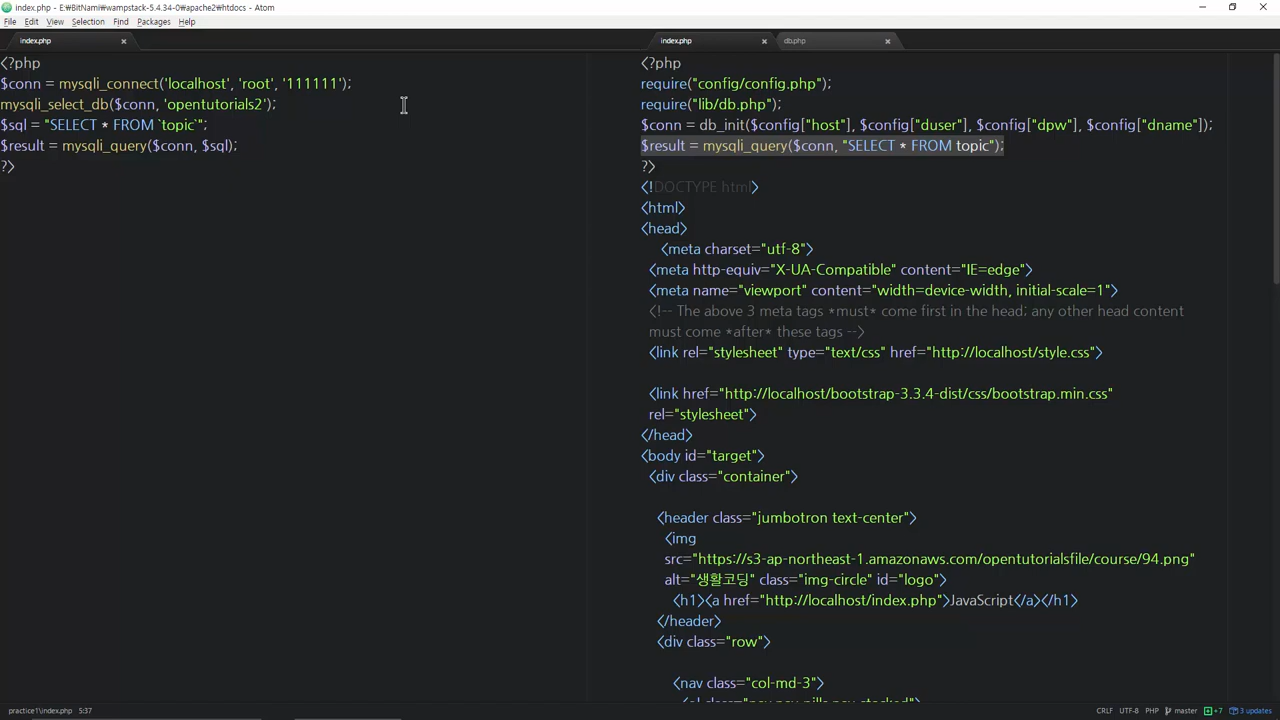 index.php - E:₩BitNami₩wampstack-5.4.34-0₩apache2₩htdocs - Atom
File Edit View Selection Find Packages Help
index.php
<?php
$conn = mysqli_connect('localhost', 'root', '111111');
mysqli_select_db($conn, 'opentutorials2');
$sql = "SELECT * FROM `topic`";
$result = mysqli_query($conn, $sql);
?>
index.php db.php
<?php
require("config/config.php");
require("lib/db.php");
$conn = db_init($config["host"], $config["duser"], $config["dpw"], $config["dname"]);
$result = mysqli_query($conn, "SELECT * FROM topic");
?>
<!DOCTYPE html>
<html>
<head>
<meta charset="utf-8">
<meta http-equiv="X-UA-Compatible" content="IE=edge">
<meta name="viewport" content="width=device-width, initial-scale=1">
<!-- The above 3 meta tags *must* come first in the head; any other head content
must come *after* these tags -->
<link rel="stylesheet" type="text/css" href="http://localhost/style.css">
<link href="http://localhost/bootstrap-3.3.4-dist/css/bootstrap.min.css"
rel="stylesheet">
</head>
<body id="target">
<div class="container">
<header class="jumbotron text-center">
<img
src="https://s3-ap-northeast-1.amazonaws.com/opentutorialsfile/course/94.png"
alt="생활코딩" class="img-circle" id="logo">
<h1><a href="http://localhost/index.php">JavaScript</a></h1>
</header>
<div class="row">
<nav class="col-md-3">
practice1₩index.php 5:37
CRLF UTF-8 PHP master +7 3 updates